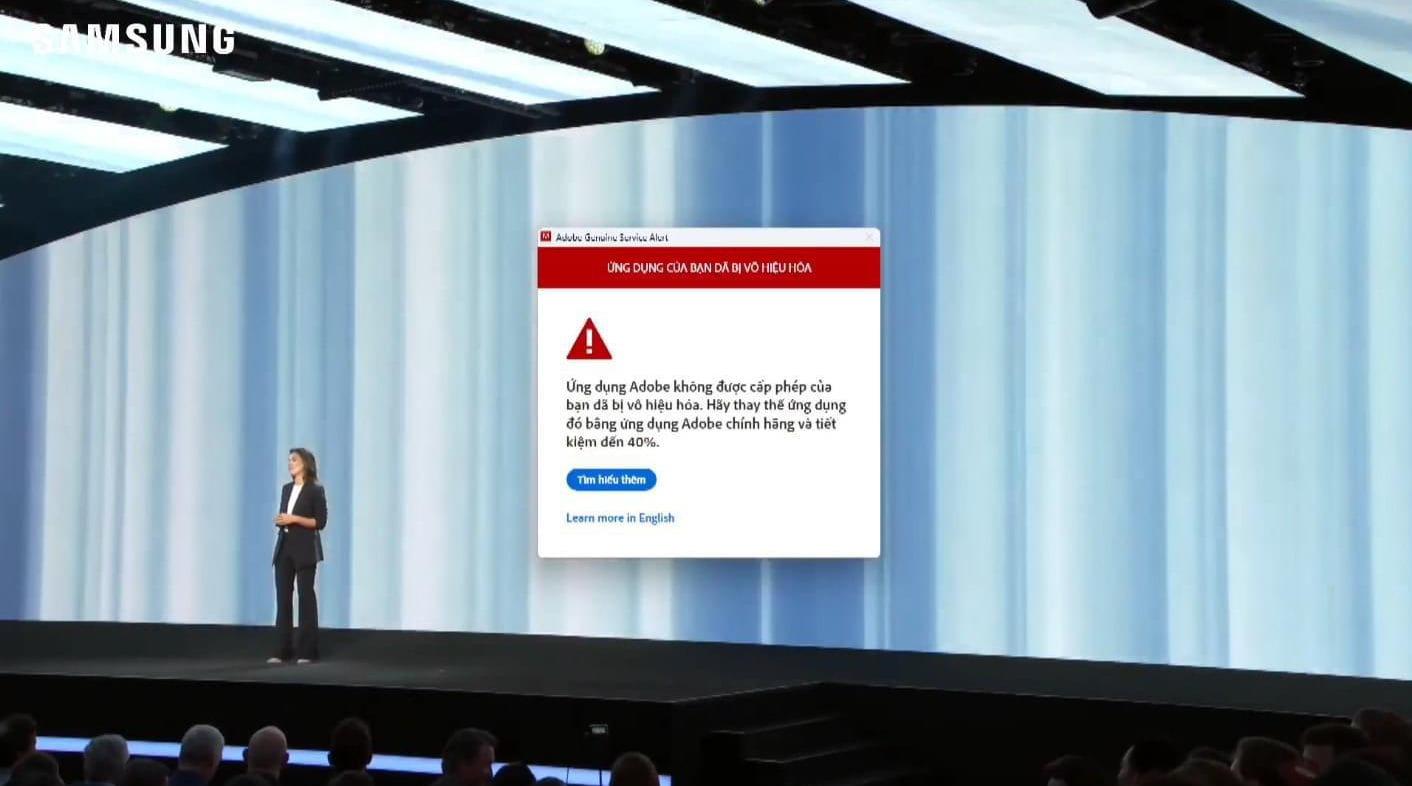 SAMSUNG
Adobe Genuine Service Alert
ỨNG DỤNG CỦA BẠN ĐÃ BỊ VÔ HIỆU HÓA
Ứng dụng Adobe không được cấp phép của
bạn đã bị vô hiệu hóa. Hãy thay thế ứng dụng
đó bằng ứng dụng Adobe chính hãng và tiết
kiệm đến 40%.
Tìm hiểu thêm
Learn more in English